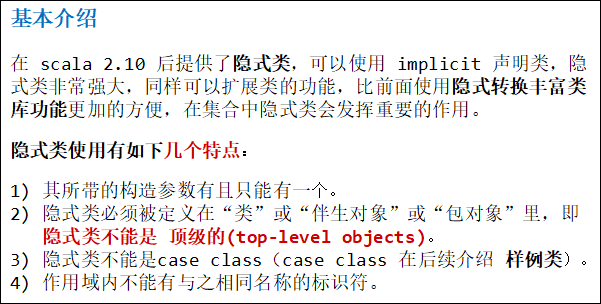 基本介绍
在 scala 2.10 后提供了隐式类，可以使用 implicit 声明类，隐
式类非常强大，同样可以扩展类的功能，比前面使用隐式转换丰富类
库功能更加的方便，在集合中隐式类会发挥重要的作用。
隐式类使用有如下几个特点：
1) 其所带的构造参数有且只能有一个。
2) 隐式类必须被定义在“类”或“伴生对象”或“包对象”里，即
隐式类不能是 顶级的(top-level objects)。
3) 隐式类不能是case class（case class 在后续介绍 样例类）。
4) 作用域内不能有与之相同名称的标识符。